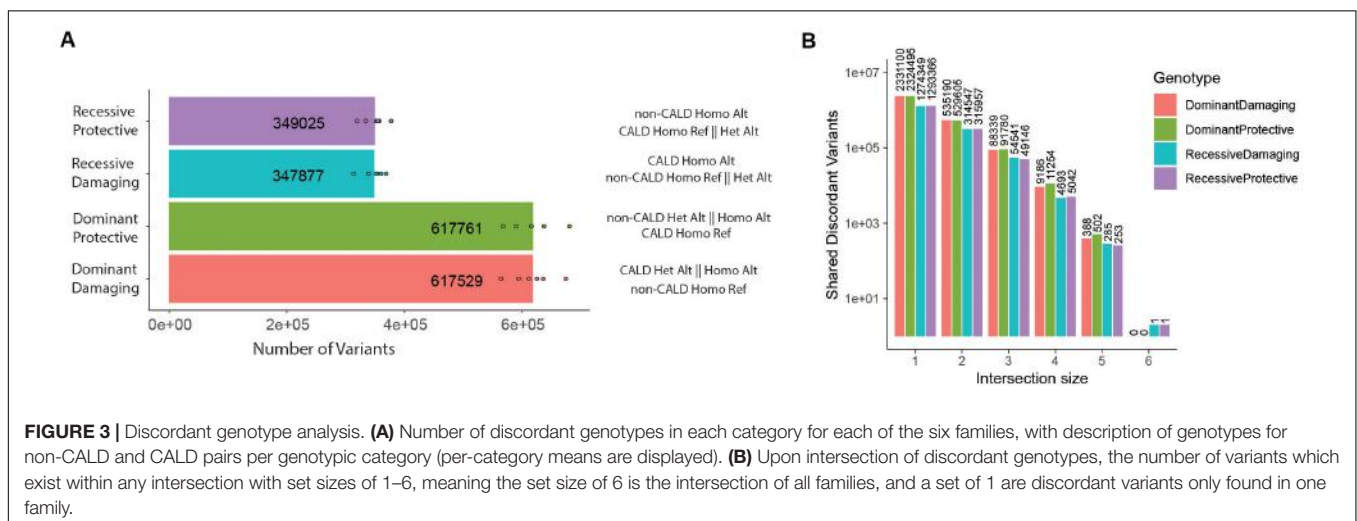 A
Recessive
Protective
349025
non-CALD Homo Alt
CALD Homo Ref || Het Alt
Recessive
Damaging
347877
CALD Homo Alt
non-CALD Homo Ref || Het Alt
Dominant
Protective
617761
non-CALD Het Alt || Homo Alt
CALD Homo Ref
Dominant
Damaging
617529
CALD Het Alt || Homo Alt
non-CALD Homo Ref
0e+00 2e+05 4e+05 6e+05
Number of Variants
B
Shared Discordant Variants
1e+07
1e+05
1e+03
1e+01
2331100 2324495 1274349 1293366
535190 529605 314547 315957
88339 91780 54541 49146
9186 11254 4693 5042
388 502 285 253
0 0 1 1
1 2 3 4 5 6
Intersection size
Genotype
DominantDamaging
DominantProtective
RecessiveDamaging
RecessiveProtective
FIGURE 3 | Discordant genotype analysis. (A) Number of discordant genotypes in each category for each of the six families, with description of genotypes for
non-CALD and CALD pairs per genotypic category (per-category means are displayed). (B) Upon intersection of discordant genotypes, the number of variants which
exist within any intersection with set sizes of 1–6, meaning the set size of 6 is the intersection of all families, and a set of 1 are discordant variants only found in one
family.